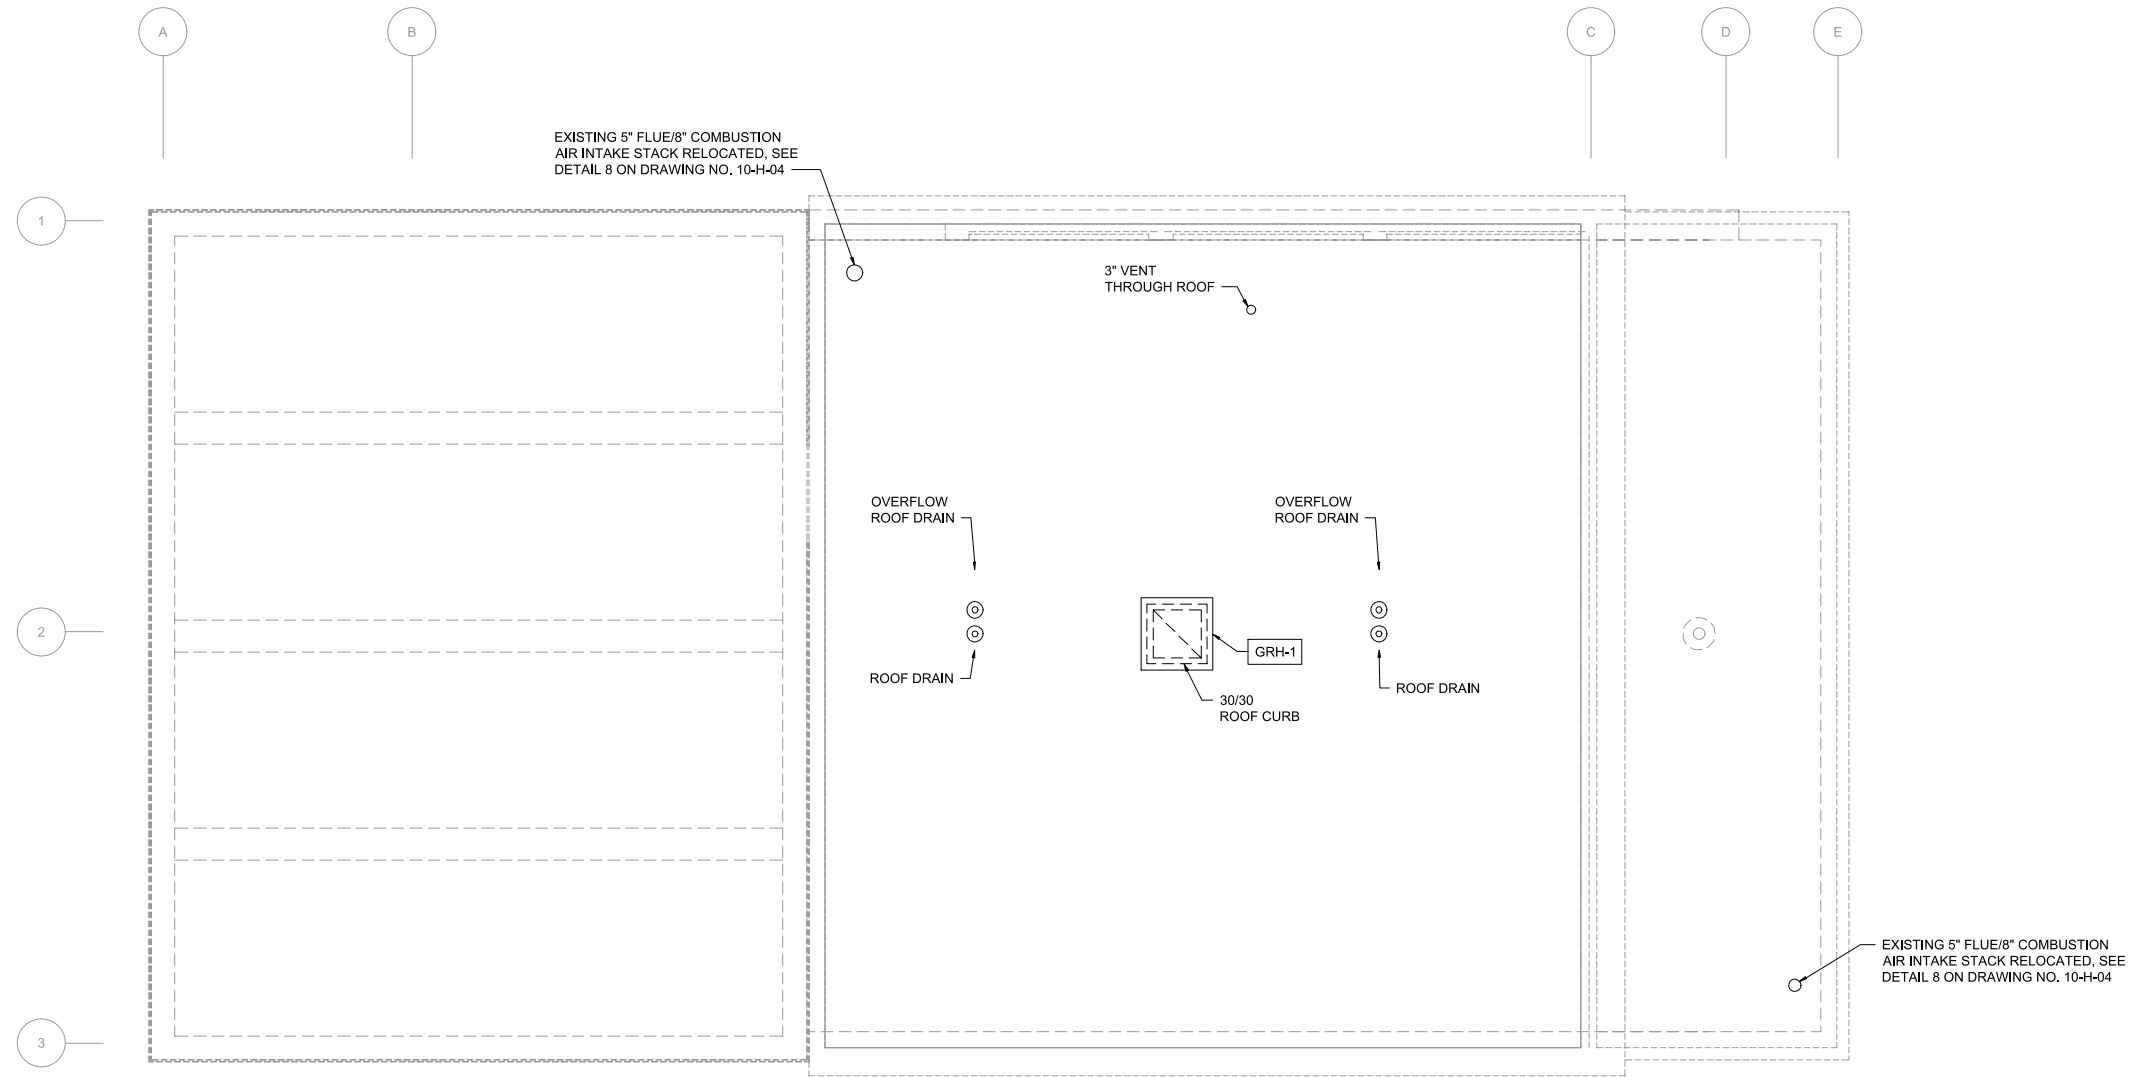 A
B
C
D
E
EXISTING 5" FLUE/8" COMBUSTION
AIR INTAKE STACK RELOCATED, SEE
DETAIL 8 ON DRAWING NO. 10-H-04
1
3" VENT
THROUGH ROOF
OVERFLOW
ROOF DRAIN
OVERFLOW
ROOF DRAIN
2
GRH-1
ROOF DRAIN
ROOF DRAIN
30/30
ROOF CURB
EXISTING 5" FLUE/8" COMBUSTION
AIR INTAKE STACK RELOCATED, SEE
DETAIL 8 ON DRAWING NO. 10-H-04
3